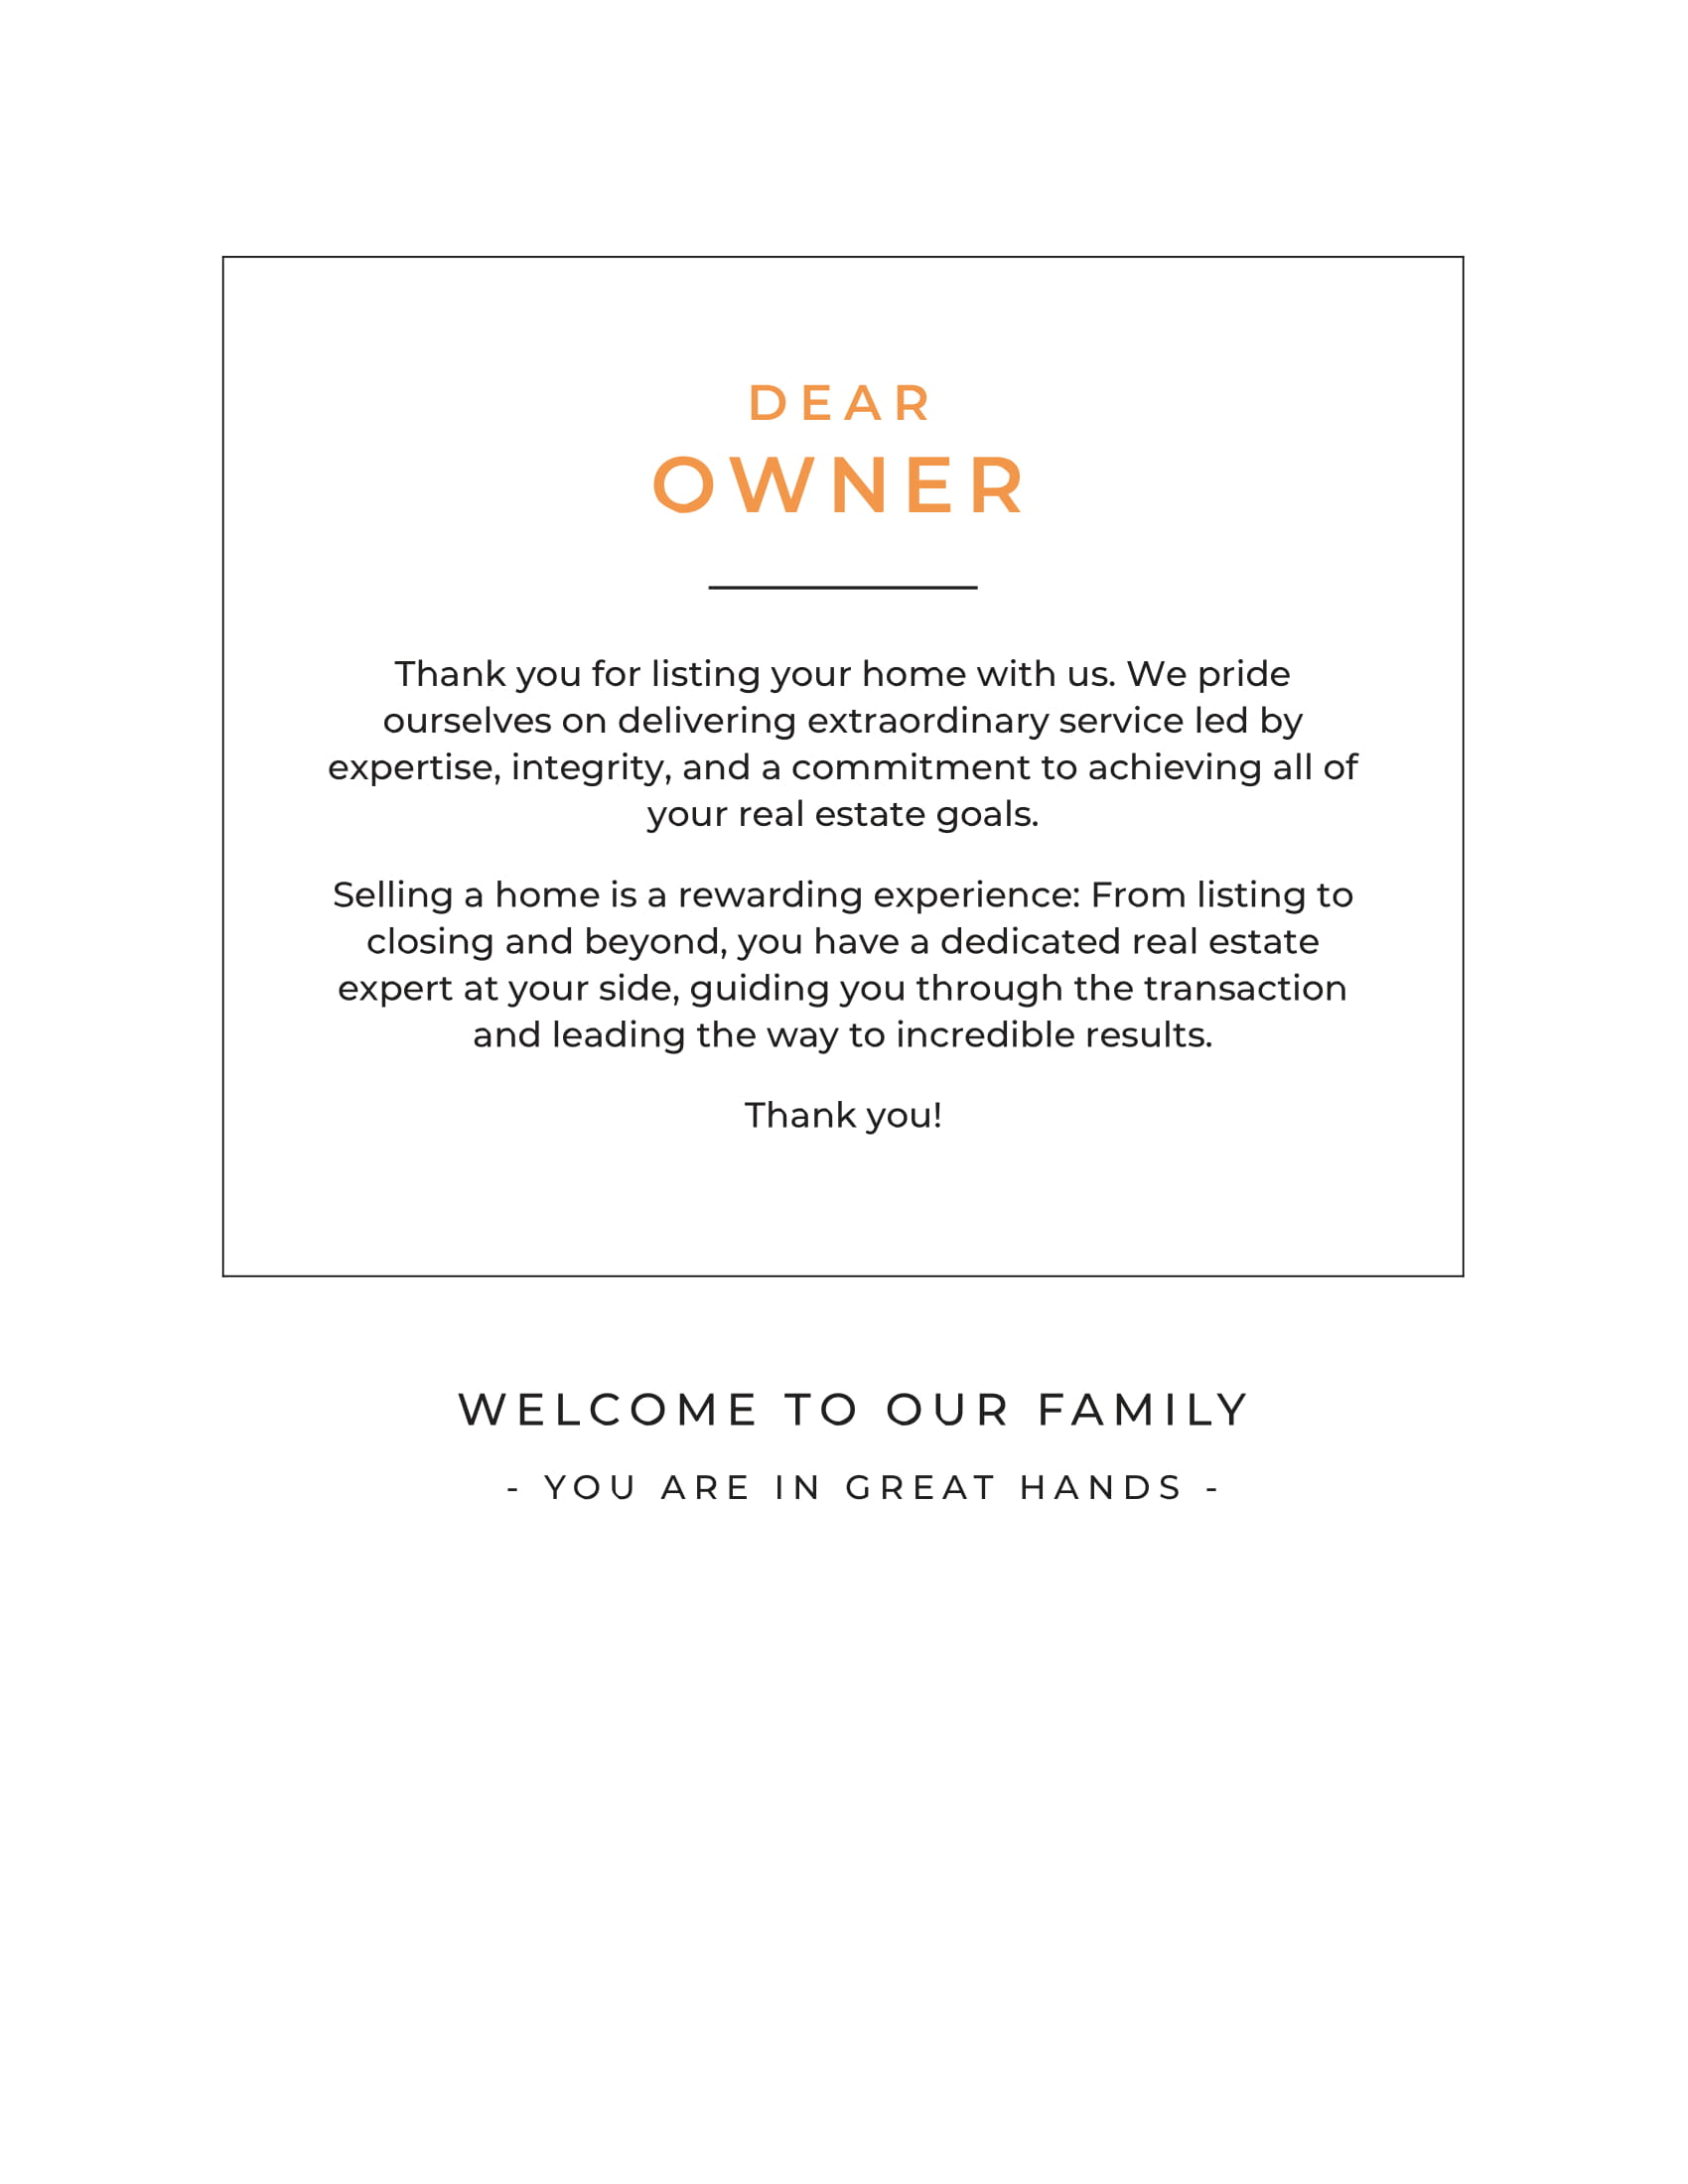 DEAR
OWNER
Thank you for listing your home with us. We pride
ourselves on delivering extraordinary service led by
expertise, integrity, and a commitment to achieving all of
your real estate goals.
Selling a home is a rewarding experience: From listing to
closing and beyond, you have a dedicated real estate
expert at your side, guiding you through the transaction
and leading the way to incredible results.
Thank you!
WELCOME TO OUR FAMILY
- YOU ARE IN GREAT HANDS -